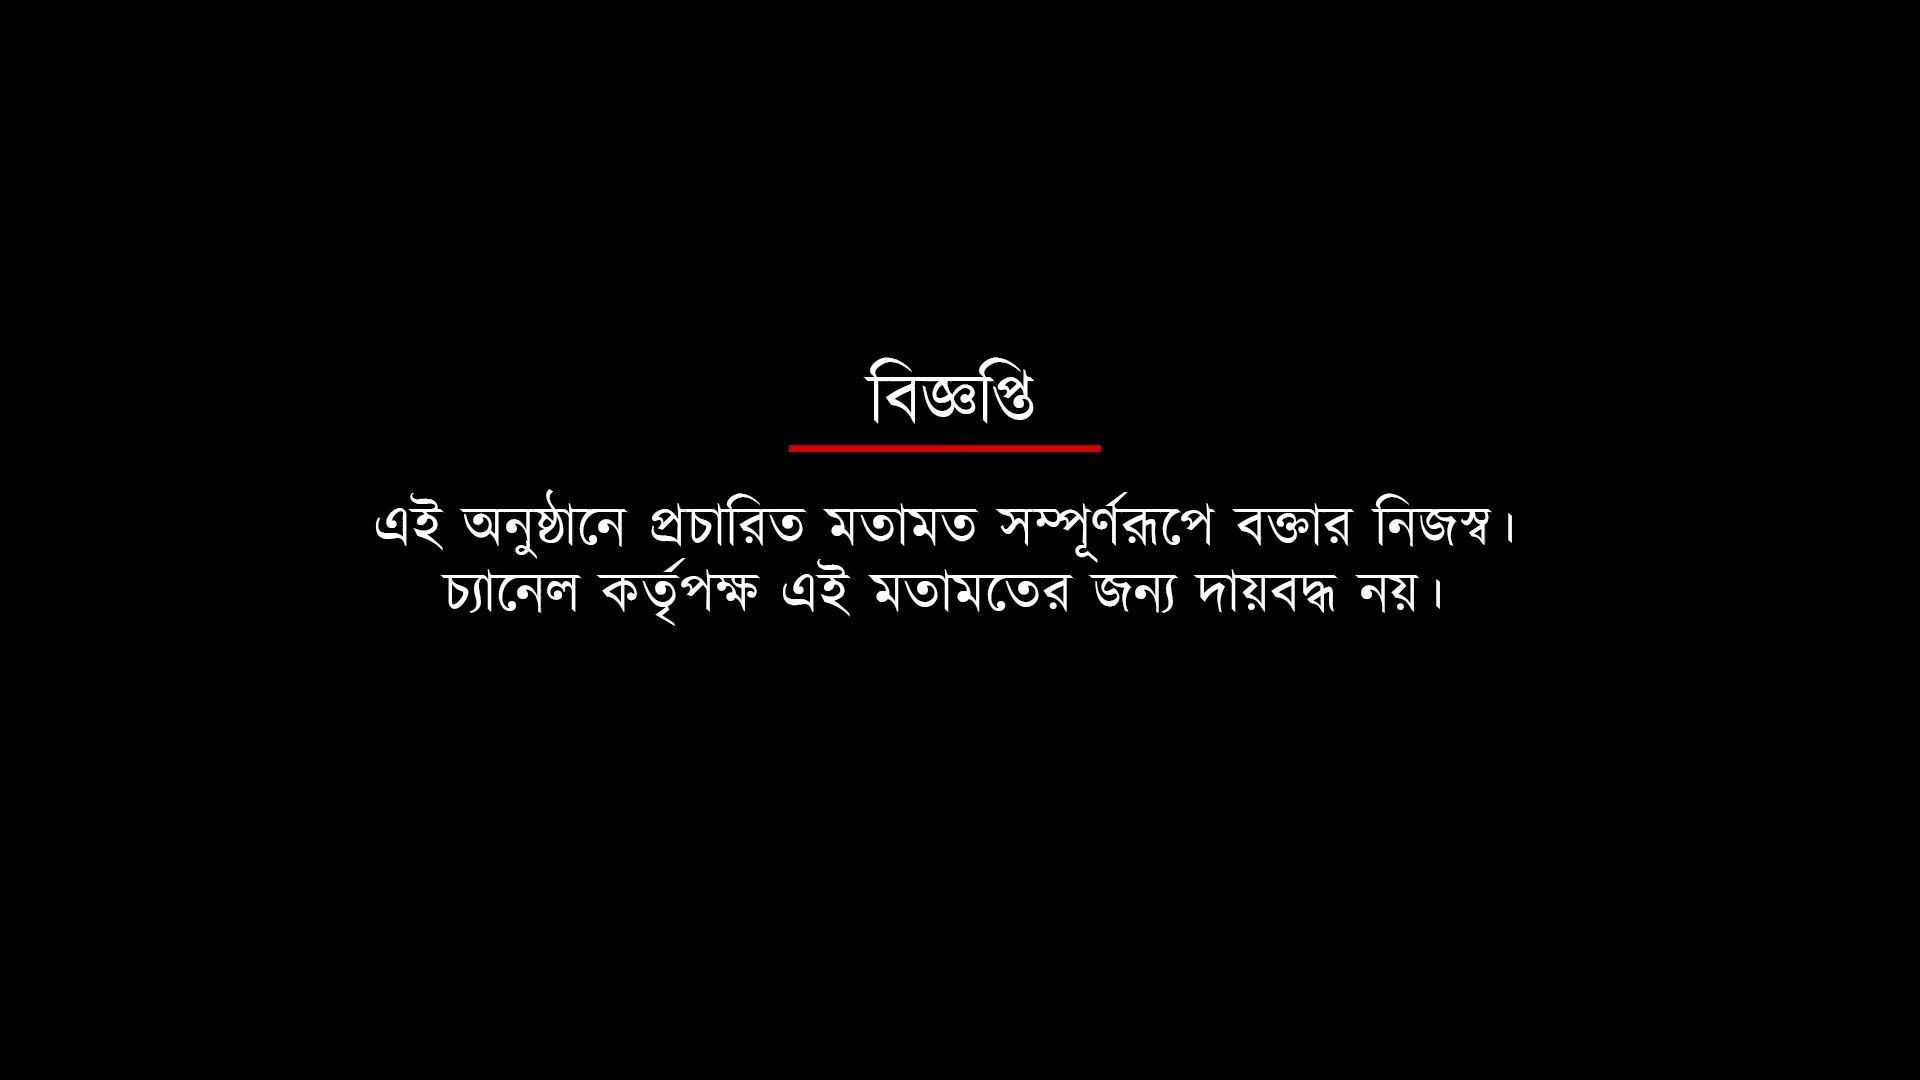 বিজ্ঞপ্তি
এই অনুষ্ঠানে প্রচারিত মতামত সম্পূর্ণরূপে বক্তার নিজস্ব।
চ্যানেল কর্তৃপক্ষ এই মতামতের জন্য দায়বদ্ধ নয়।